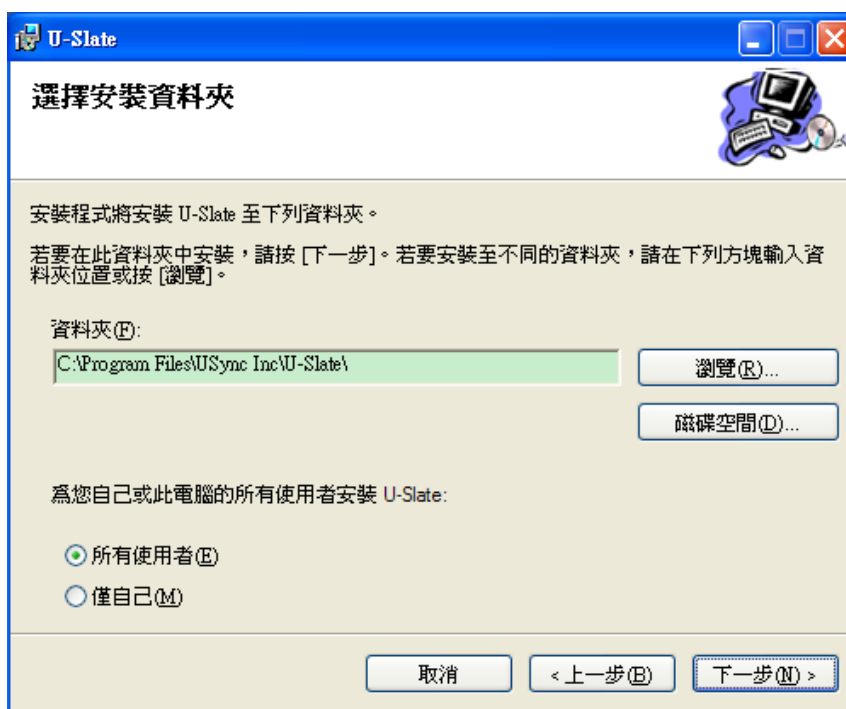 U-Slate
選擇安裝資料夾
安裝程式將安裝 U-Slate 至下列資料夾。
若要在此資料夾中安裝，請按 [下一步]。若要安裝至不同的資料夾，請在下列方塊輸入資
料夾位置或按 [瀏覽]。
資料夾(F):
C:\Program Files\USync Inc\U-Slate\
瀏覽(R)...
磁碟空間(D)...
為您自己或此電腦的所有使用者安裝 U-Slate:
所有使用者(E)
僅自己(M)
取消
< 上一步(B)
下一步(N) >